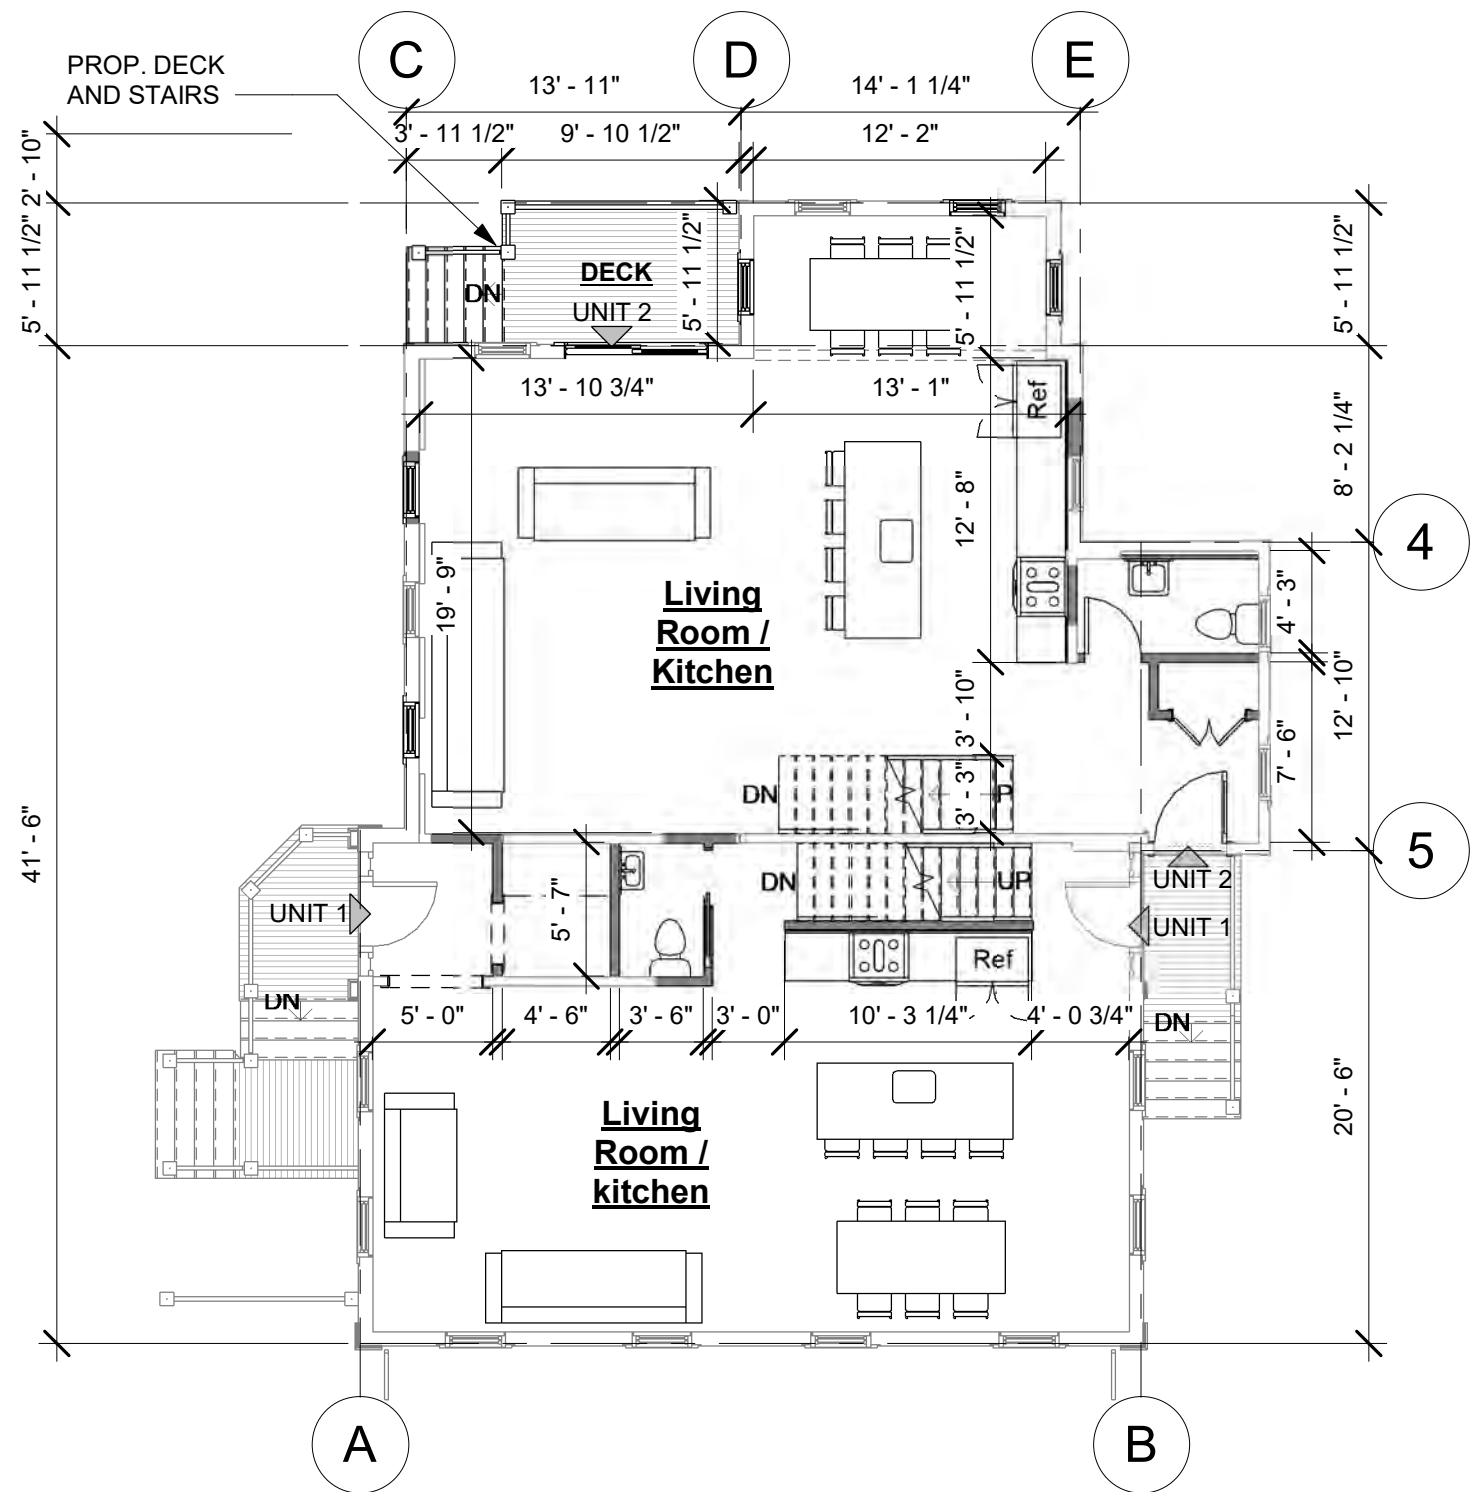 C
D
E
PROP. DECK
AND STAIRS
13' - 11"
14' - 1 1/4"
3' - 11 1/2"
9' - 10 1/2"
12' - 2"
2' - 10"
5' - 11 1/2"
5' - 11 1/2"
5' - 11 1/2"
5' - 11 1/2"
DECK
DN
UNIT 2
13' - 10 3/4"
13' - 1"
Ref
8' - 2 1/4"
12' - 8"
4
19' - 9"
Living
Room /
Kitchen
4' - 3"
12' - 10"
3' - 10"
7' - 6"
DN
3' - 3"
P
41' - 6"
5
DN
UP
UNIT 2
UNIT 1
5' - 7"
UNIT 1
Ref
DN
5' - 0"
4' - 6"
3' - 6"
3' - 0"
10' - 3 1/4"
4' - 0 3/4"
DN
20' - 6"
Living
Room /
kitchen
A
B